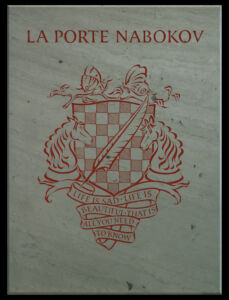 LA PORTE NABOKOV
LIFE IS SAD · LIFE IS
BEAUTIFUL · THAT IS
ALL YOU NEED
TO KNOW